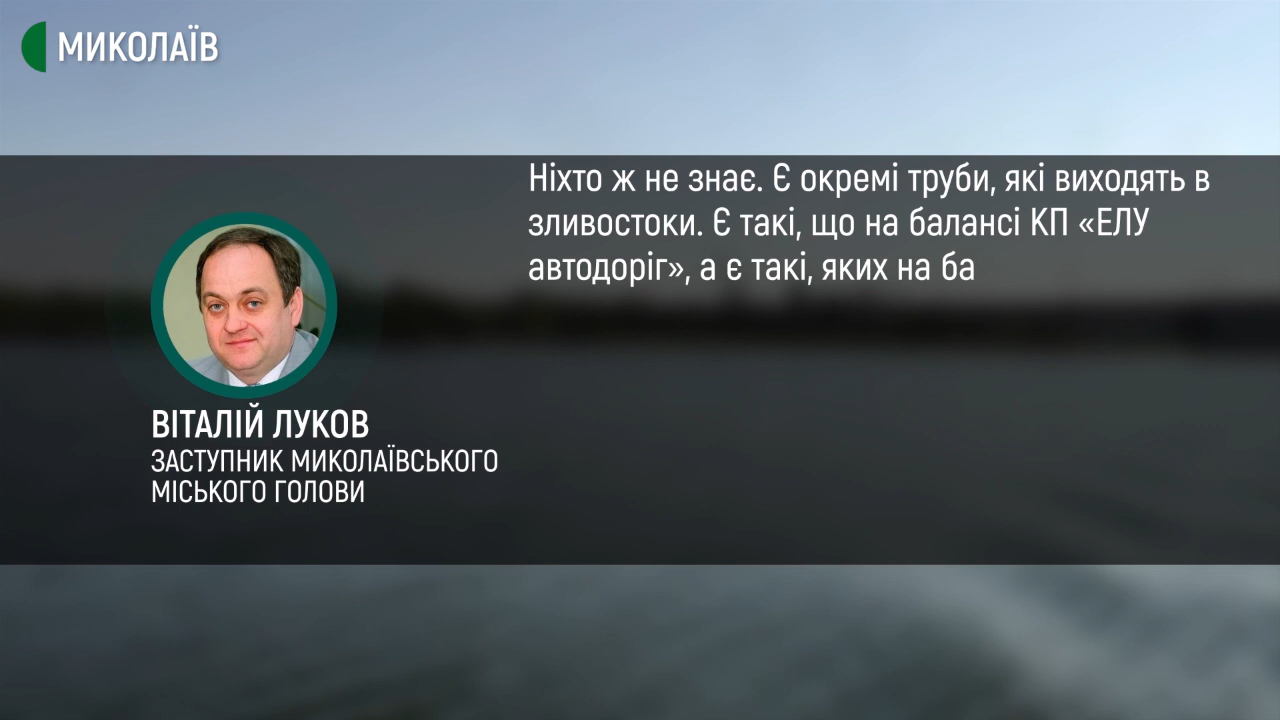 МИКОЛАЇВ
Ніхто ж не знає. Є окремі труби, які виходять в
зливостоки. Є такі, що на балансі КП «ЕЛУ
автодоріг», а є такі, яких на ба
ВІТАЛІЙ ЛУКОВ
ЗАСТУПНИК МИКОЛАЇВСЬКОГО
МІСЬКОГО ГОЛОВИ